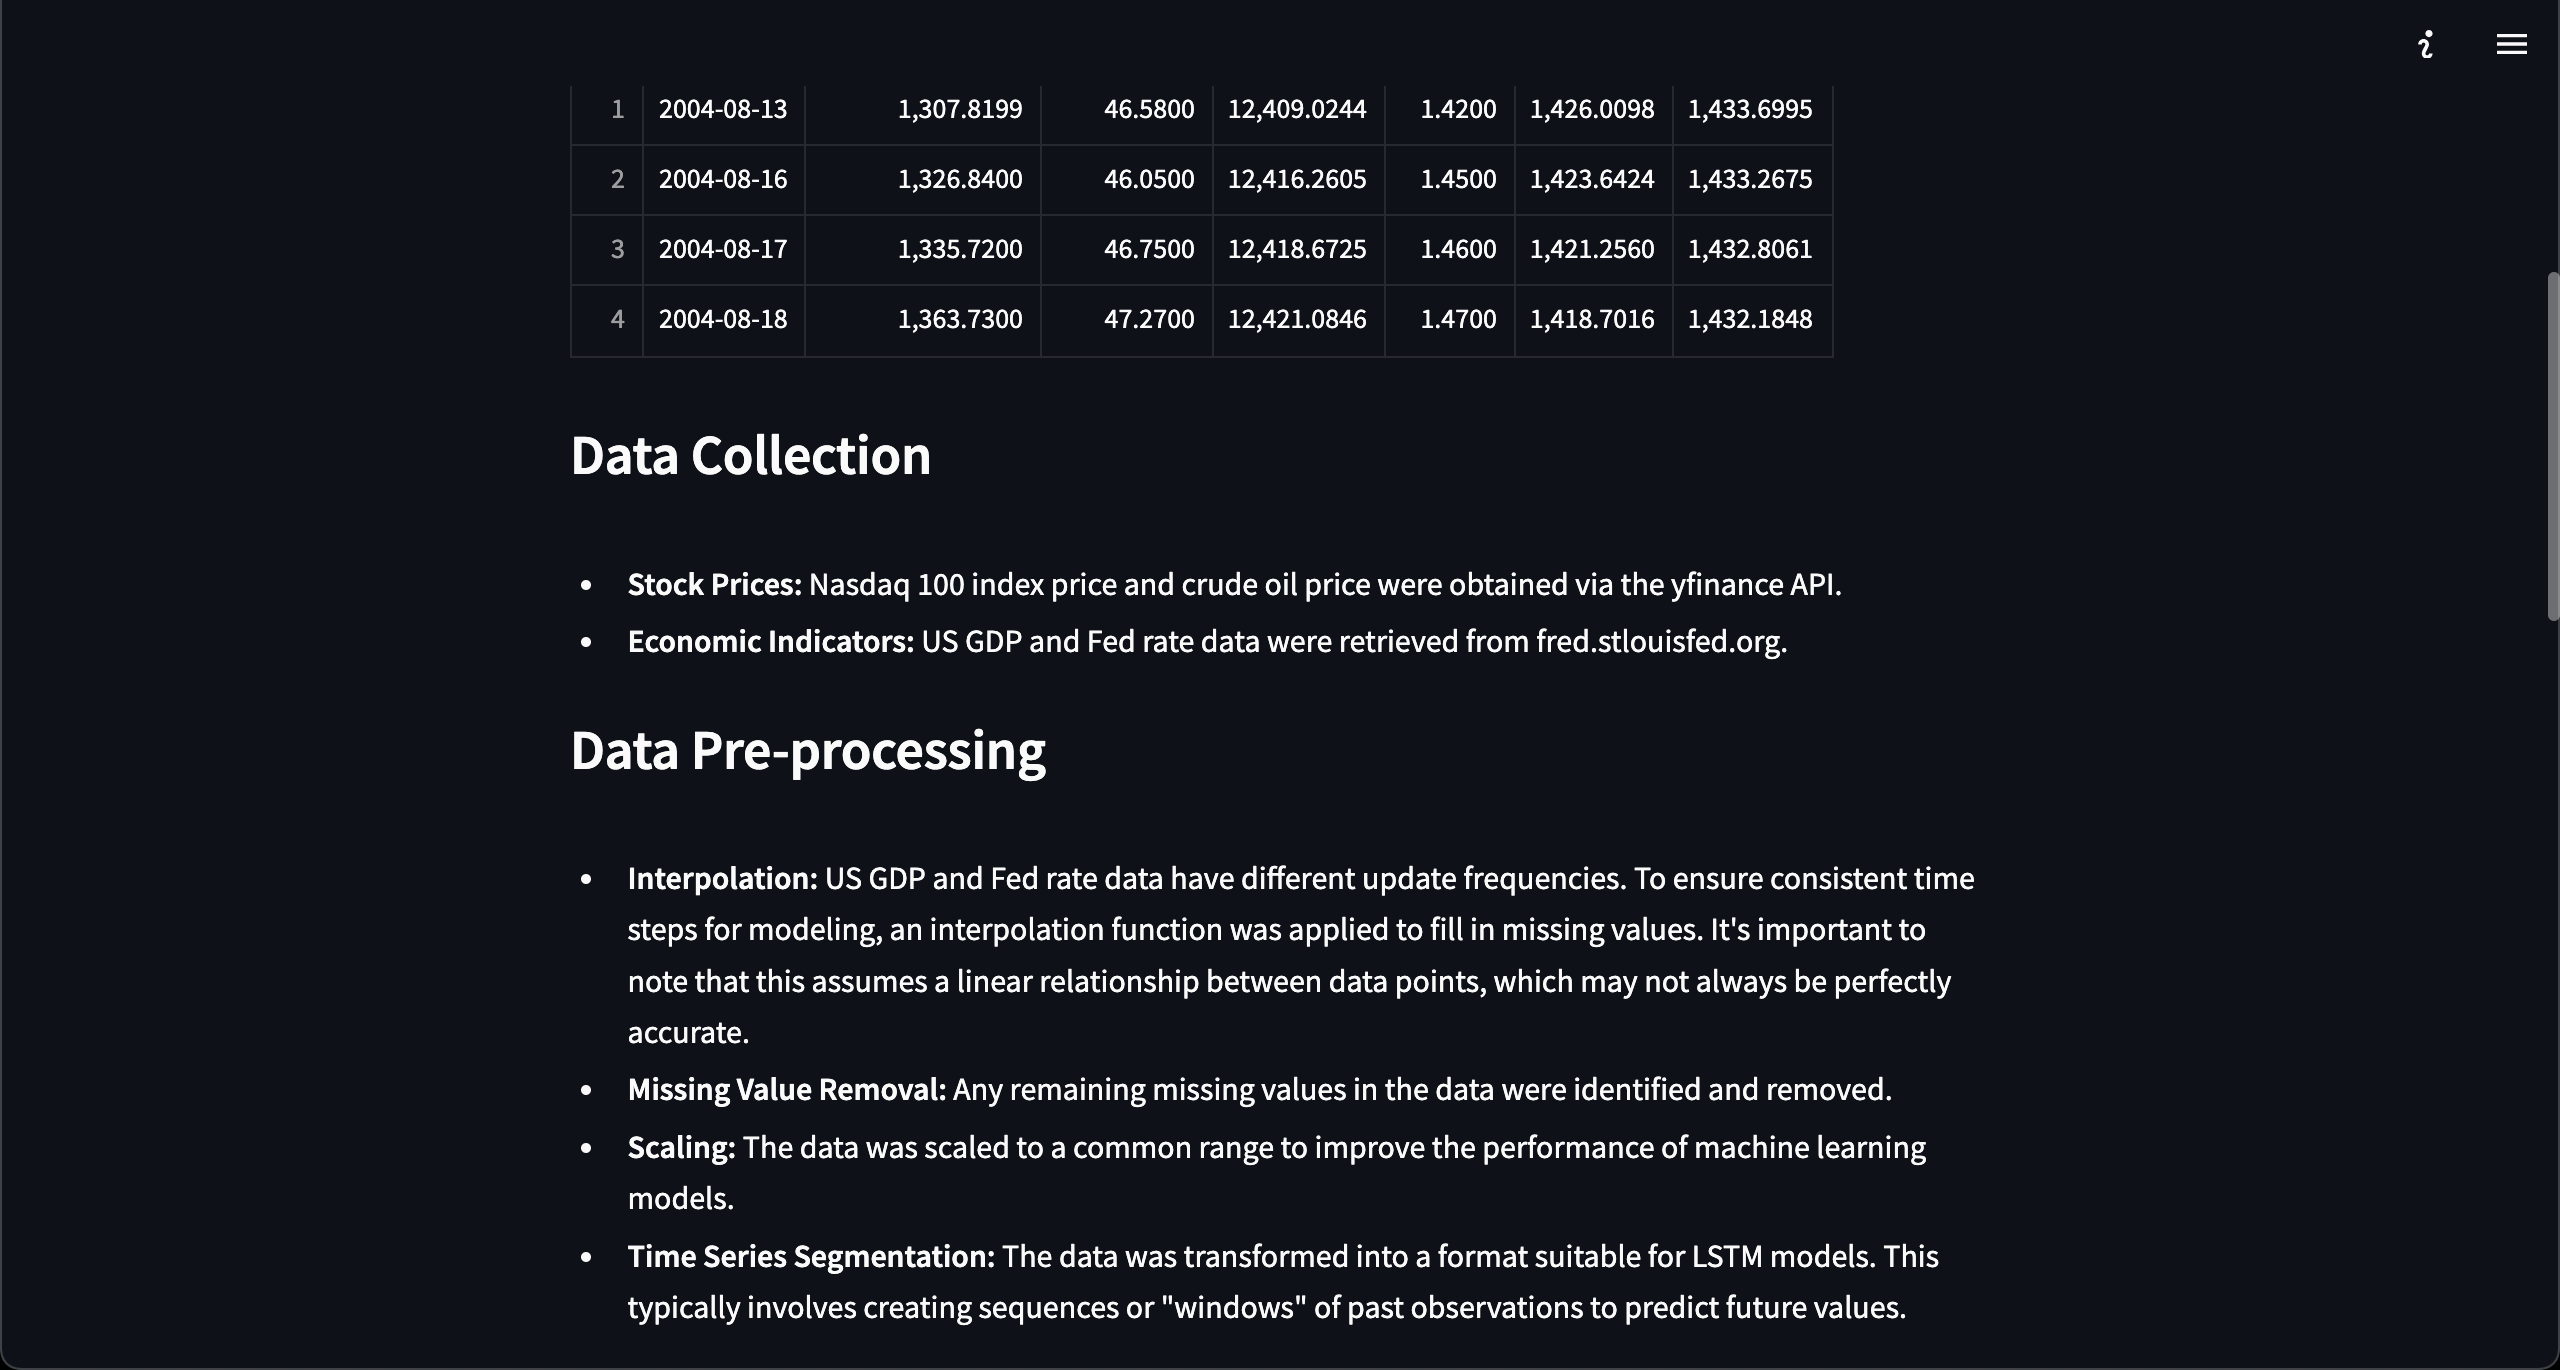 1 2004-08-13 1,307.8199 46.5800 12,409.0244 1.4200 1,426.0098 1,433.6995
2 2004-08-16 1,326.8400 46.0500 12,416.2605 1.4500 1,423.6424 1,433.2675
3 2004-08-17 1,335.7200 46.7500 12,418.6725 1.4600 1,421.2560 1,432.8061
4 2004-08-18 1,363.7300 47.2700 12,421.0846 1.4700 1,418.7016 1,432.1848
Data Collection
• Stock Prices: Nasdaq 100 index price and crude oil price were obtained via the yfinance API.
• Economic Indicators: US GDP and Fed rate data were retrieved from fred.stlouisfed.org.
Data Pre-processing
• Interpolation: US GDP and Fed rate data have different update frequencies. To ensure consistent time
steps for modeling, an interpolation function was applied to fill in missing values. It's important to
note that this assumes a linear relationship between data points, which may not always be perfectly
accurate.
• Missing Value Removal: Any remaining missing values in the data were identified and removed.
• Scaling: The data was scaled to a common range to improve the performance of machine learning
models.
• Time Series Segmentation: The data was transformed into a format suitable for LSTM models. This
typically involves creating sequences or "windows" of past observations to predict future values.